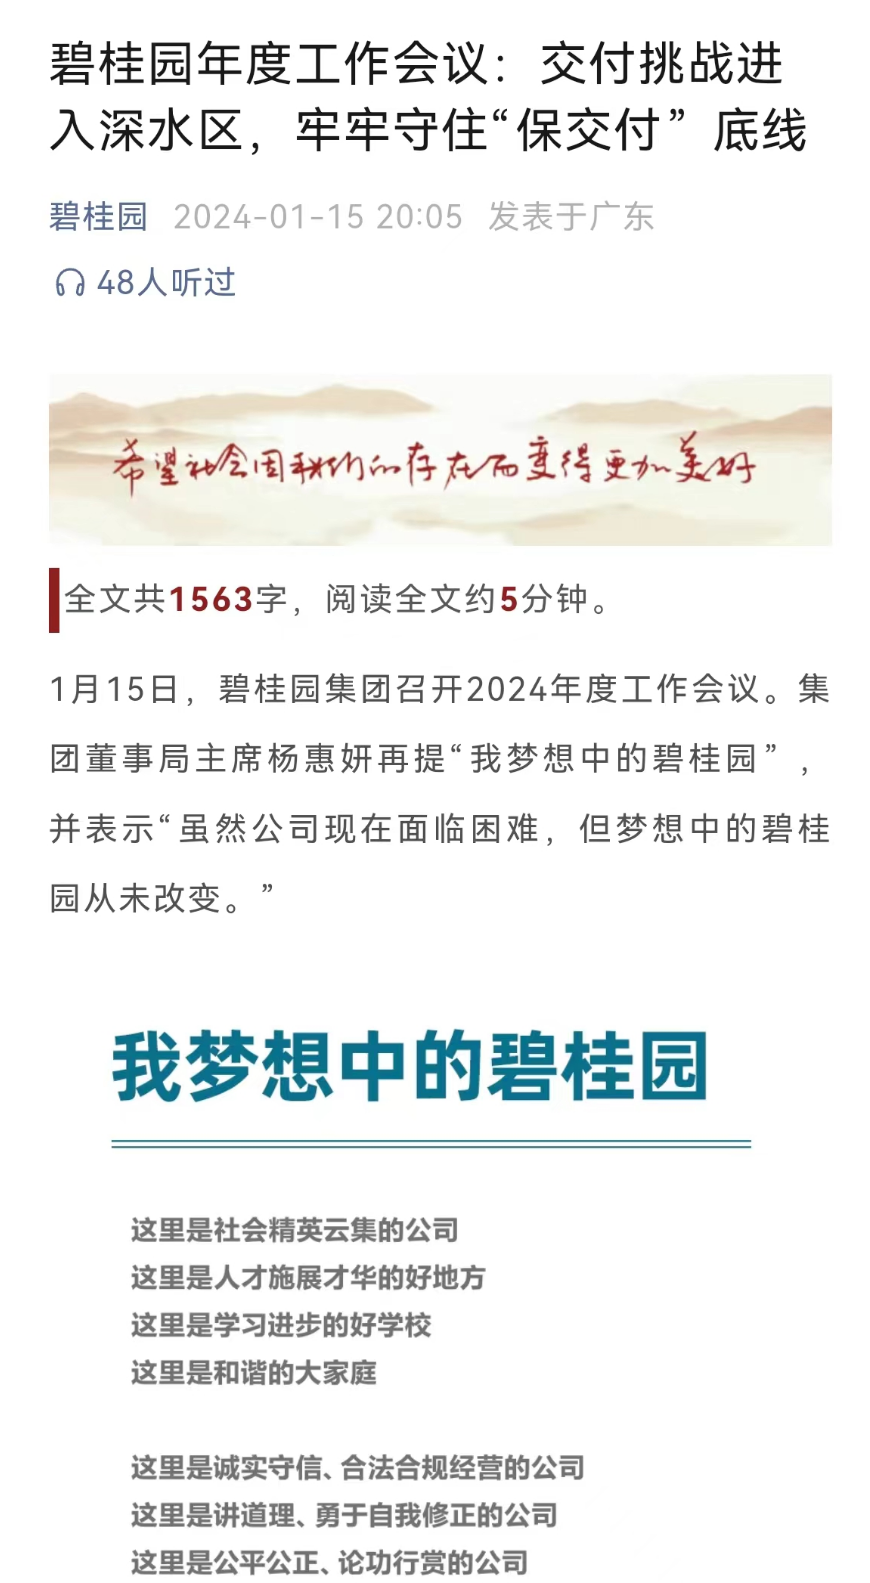 碧桂园年度工作会议：交付挑战进
入深水区，牢牢守住“保交付”底线
碧桂园 2024-01-15 20:05 发表于广东
48人听过
希望社会因我们的存在而变得更加美好
全文共1563字，阅读全文约5分钟。
1月15日，碧桂园集团召开2024年度工作会议。集
团董事局主席杨惠妍再提“我梦想中的碧桂园”，
并表示“虽然公司现在面临困难，但梦想中的碧桂
园从未改变。”
我梦想中的碧桂园
这里是社会精英云集的公司
这里是人才施展才华的好地方
这里是学习进步的好学校
这里是和谐的大家庭
这里是诚实守信、合法合规经营的公司
这里是讲道理、勇于自我修正的公司
这里是公平公正、论功行赏的公司